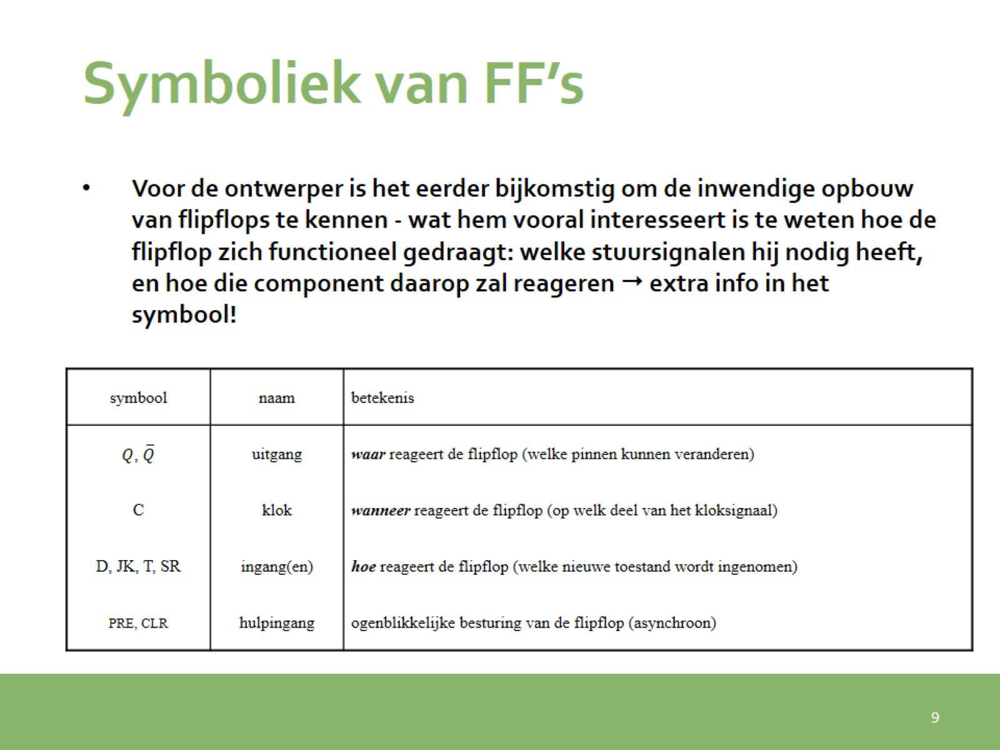 Symboliek van FF’s
• Voor de ontwerper is het eerder bijkomstig om de inwendige opbouw
van flipflops te kennen - wat hem vooral interesseert is te weten hoe de
flipflop zich functioneel gedraagt: welke stuursignalen hij nodig heeft,
en hoe die component daarop zal reageren → extra info in het
symbool!
symbool naam betekenis
Q, Q̄ uitgang waar reageert de flipflop (welke pinnen kunnen veranderen)
C klok wanneer reageert de flipflop (op welk deel van het kloksignaal)
D, JK, T, SR ingang(en) hoe reageert de flipflop (welke nieuwe toestand wordt ingenomen)
PRE, CLR hulpingang ogenblikkelijke besturing van de flipflop (asynchroon)
9